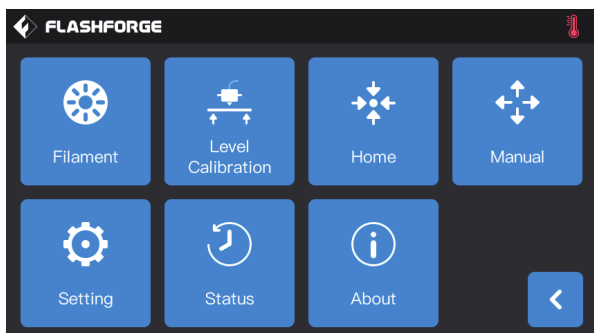 FLASHFORGE
Filament
Level
Calibration
Home
Manual
Setting
Status
About